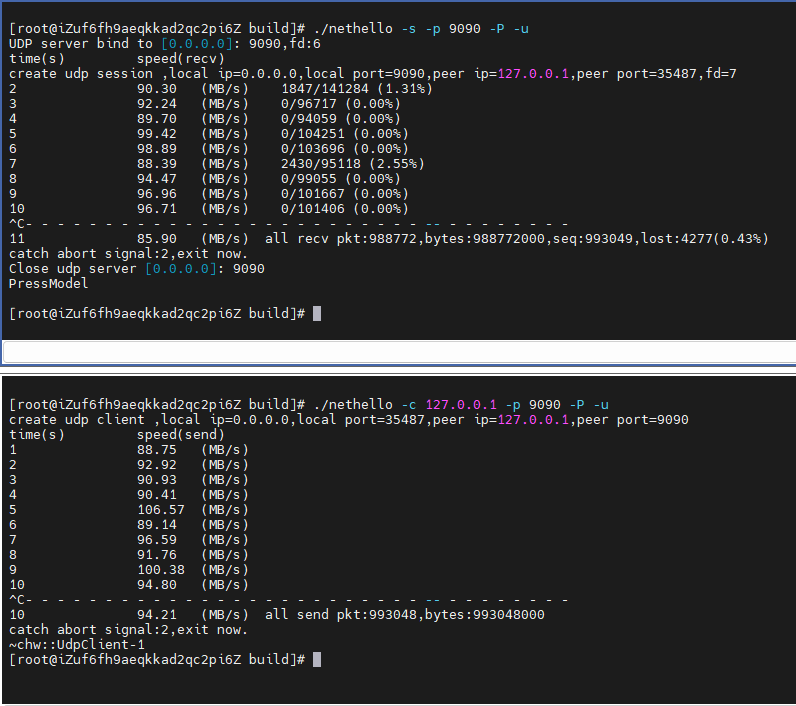 [root@iZuf6fh9aeqkkad2qc2pi6Z build]# ./nethello -s -p 9090 -P -u
UDP server bind to [0.0.0.0]: 9090,fd:6
time(s)         speed(recv)
create udp session ,local ip=0.0.0.0,local port=9090,peer ip=127.0.0.1,peer port=35487,fd=7
2               90.30   (MB/s)    1847/141284 (1.31%)
3               92.24   (MB/s)    0/96717 (0.00%)
4               89.70   (MB/s)    0/94059 (0.00%)
5               99.42   (MB/s)    0/104251 (0.00%)
6               98.89   (MB/s)    0/103696 (0.00%)
7               88.39   (MB/s)    2430/95118 (2.55%)
8               94.47   (MB/s)    0/99055 (0.00%)
9               96.96   (MB/s)    0/101667 (0.00%)
10              96.71   (MB/s)    0/101406 (0.00%)
^C- - - - - - - - - - - - - - - - - - - - - - - - - -- - - - - - - - -
11              85.90   (MB/s)  all recv pkt:988772,bytes:988772000,seq:993049,lost:4277(0.43%)
catch abort signal:2,exit now.
Close udp server [0.0.0.0]: 9090
PressModel
[root@iZuf6fh9aeqkkad2qc2pi6Z build]#
[root@iZuf6fh9aeqkkad2qc2pi6Z build]# ./nethello -c 127.0.0.1 -p 9090 -P -u
create udp client ,local ip=0.0.0.0,local port=35487,peer ip=127.0.0.1,peer port=9090
time(s)         speed(send)
1               88.75   (MB/s)
2               92.92   (MB/s)
3               90.93   (MB/s)
4               90.41   (MB/s)
5               106.57  (MB/s)
6               89.14   (MB/s)
7               96.59   (MB/s)
8               91.76   (MB/s)
9               100.38  (MB/s)
10              94.80   (MB/s)
^C- - - - - - - - - - - - - - - - - - - - - - - - - -- - - - - - - - -
10              94.21   (MB/s)  all send pkt:993048,bytes:993048000
catch abort signal:2,exit now.
~chw::UdpClient-1
[root@iZuf6fh9aeqkkad2qc2pi6Z build]#